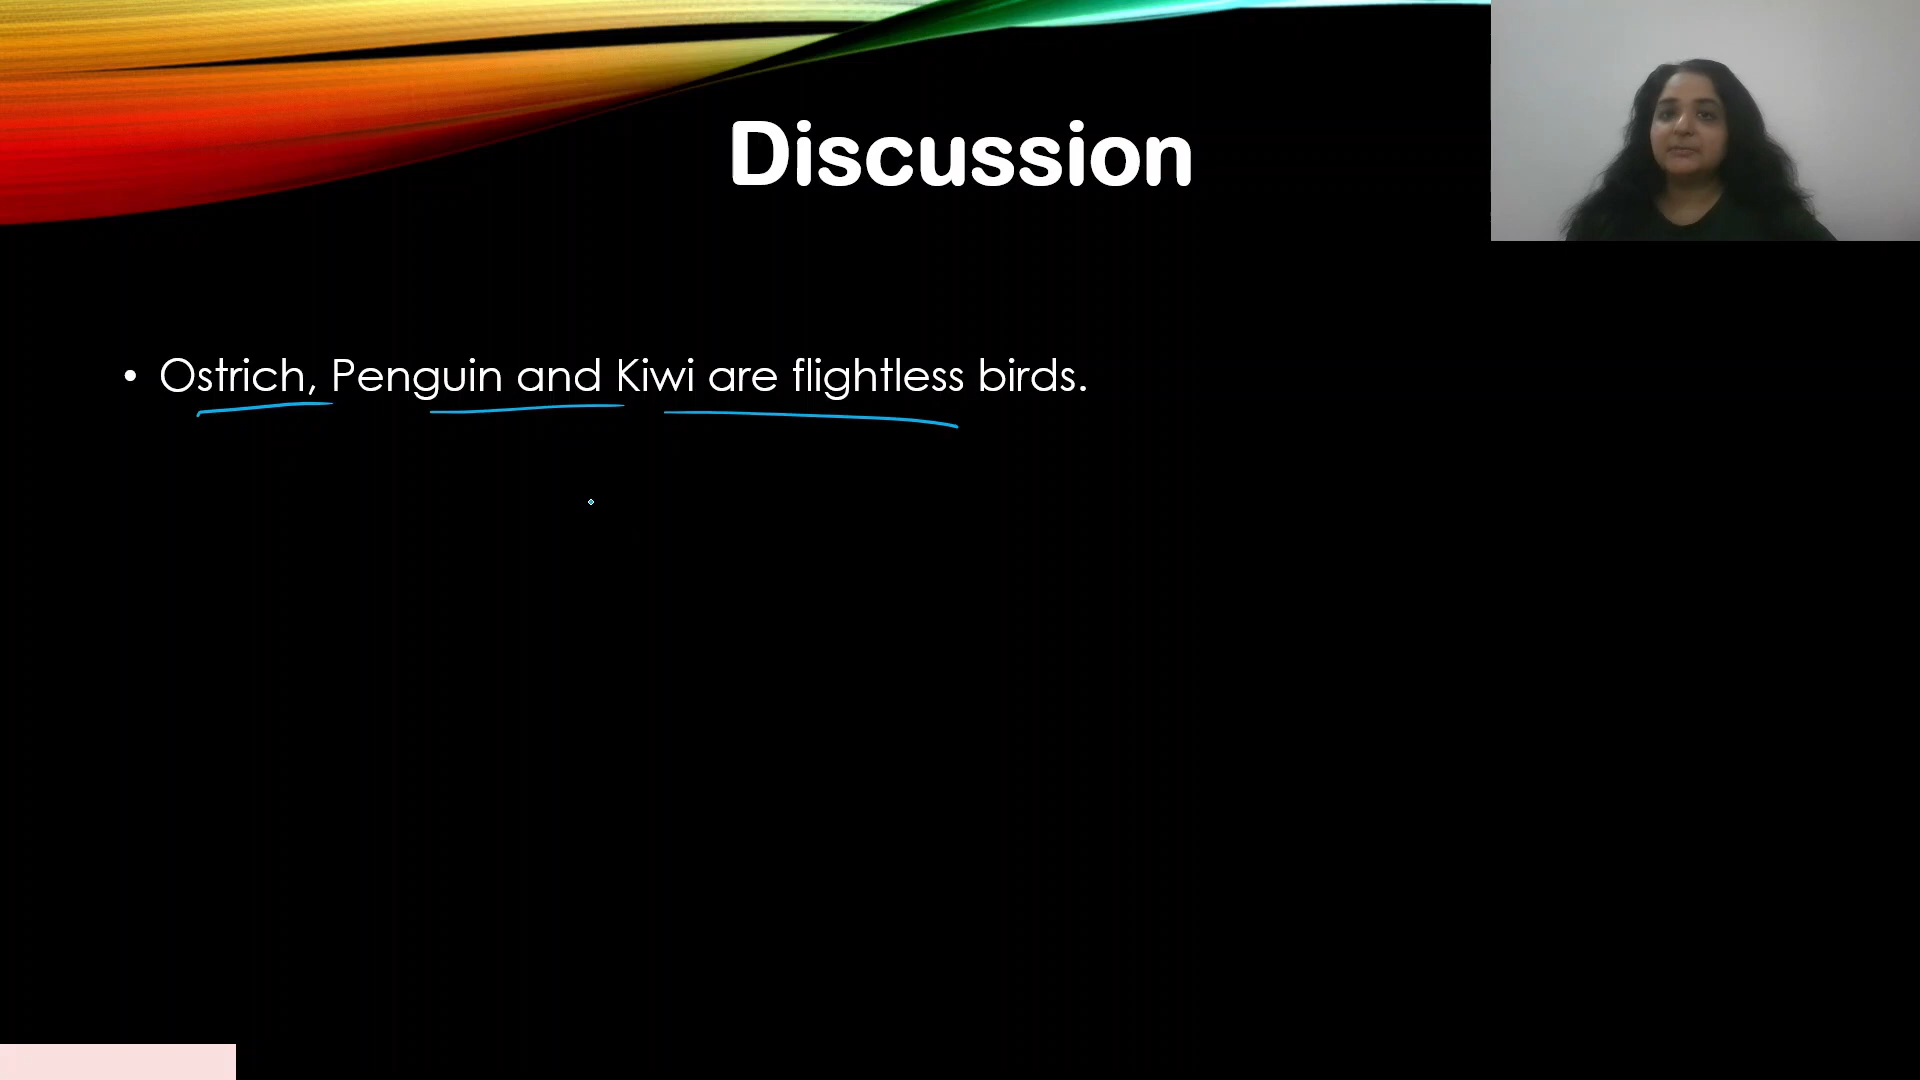 Discussion
• Ostrich, Penguin and Kiwi are flightless birds.